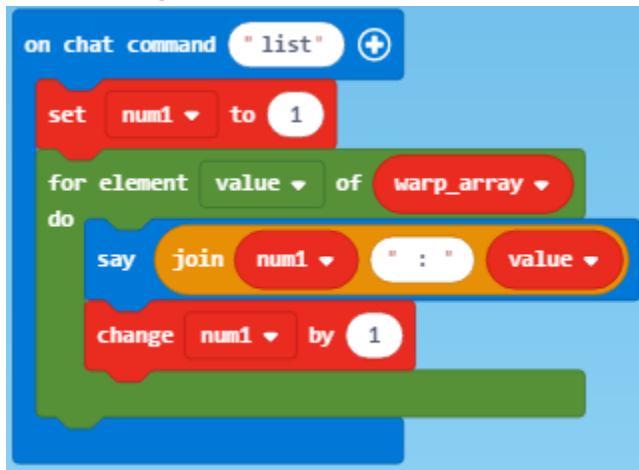 on chat command "list"
set num1 to 1
for element value of warp_array
do
say join num1 " : " value
change num1 by 1